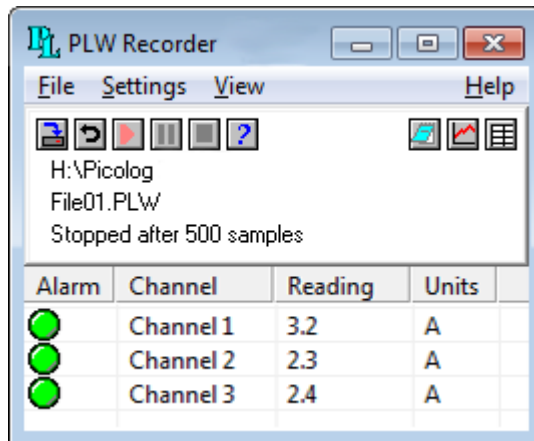 PLW Recorder
File Settings View Help
?
H:\Picolog
File01.PLW
Stopped after 500 samples
Alarm Channel Reading Units
Channel 1 3.2 A
Channel 2 2.3 A
Channel 3 2.4 A